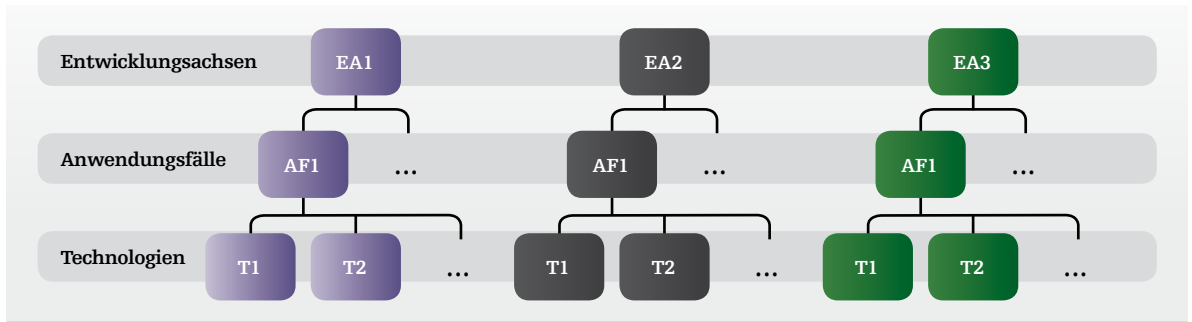 Entwicklungsachsen EA1 EA2 EA3
Anwendungsfälle AF1 ... AF1 ... AF1 ...
Technologien T1 T2 ... T1 T2 ... T1 T2 ...